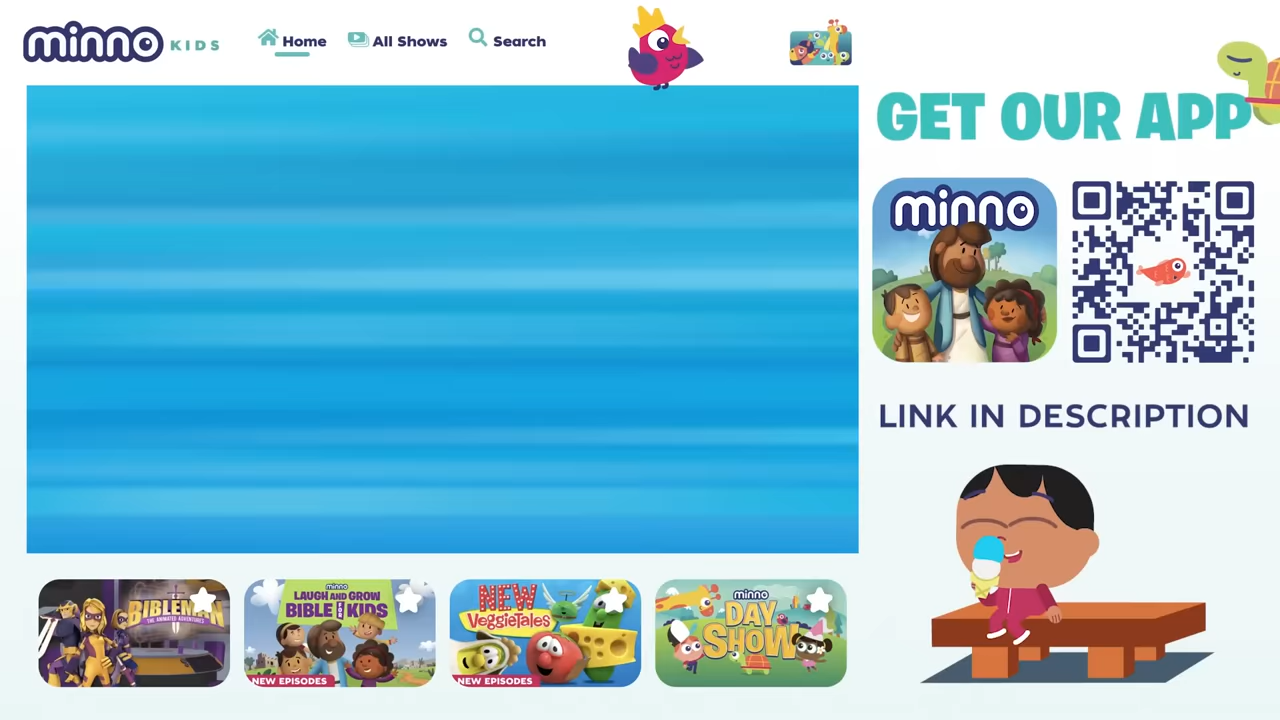 minno KIDS
Home
All Shows
Search
GET OUR APP
minno
LINK IN DESCRIPTION
BIBLEMAN
THE ANIMATED ADVENTURES
minno
LAUGH AND GROW
BIBLE FOR KIDS
NEW EPISODES
NEW
VeggieTales
NEW EPISODES
minno
DAY
SHOW